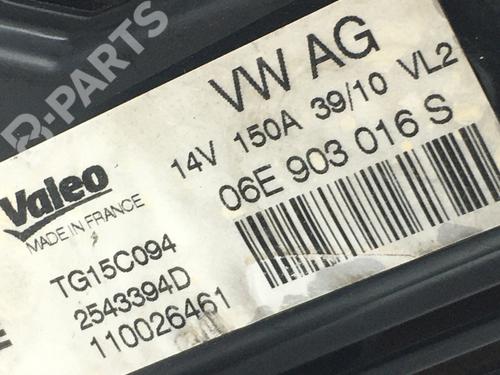 B-PARTS
VW AG
14V 150A 39/10 VL2
06E 903 016 S
Valeo
MADE IN FRANCE
TG15C094
2543394D
110026461
E